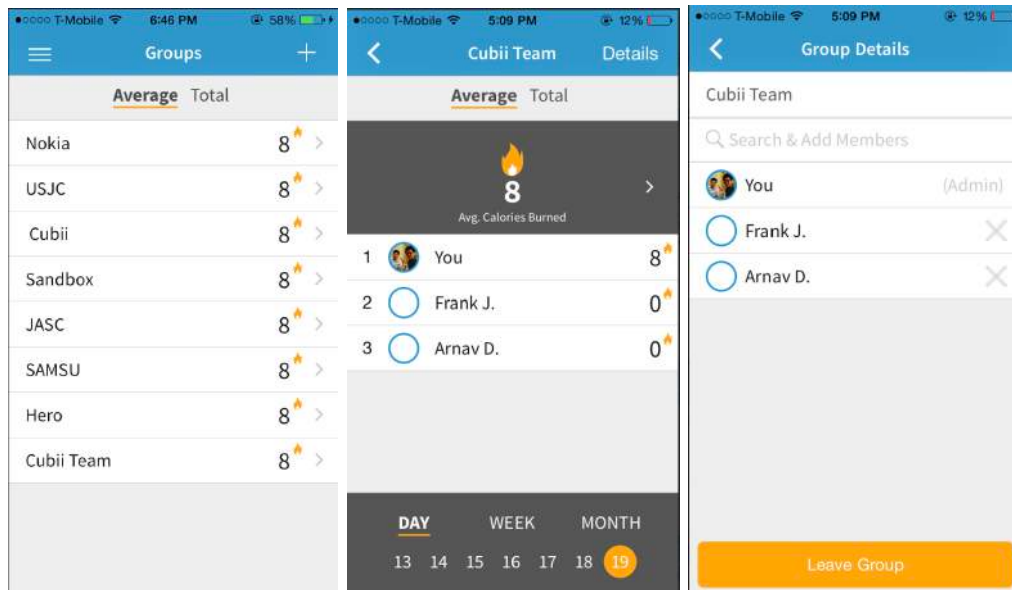 T-Mobile 6:46 PM 58%
Groups +
Average Total
Nokia 8
USJC 8
Cubii 8
Sandbox 8
JASC 8
SAMSU 8
Hero 8
Cubii Team 8
T-Mobile 5:09 PM 12%
Cubii Team Details
Average Total
8
Avg. Calories Burned
1 You 8
2 Frank J. 0
3 Arnav D. 0
DAY WEEK MONTH
13 14 15 16 17 18 19
T-Mobile 5:09 PM 12%
Group Details
Cubii Team
Search & Add Members
You (Admin)
Frank J.
Arnav D.
Leave Group